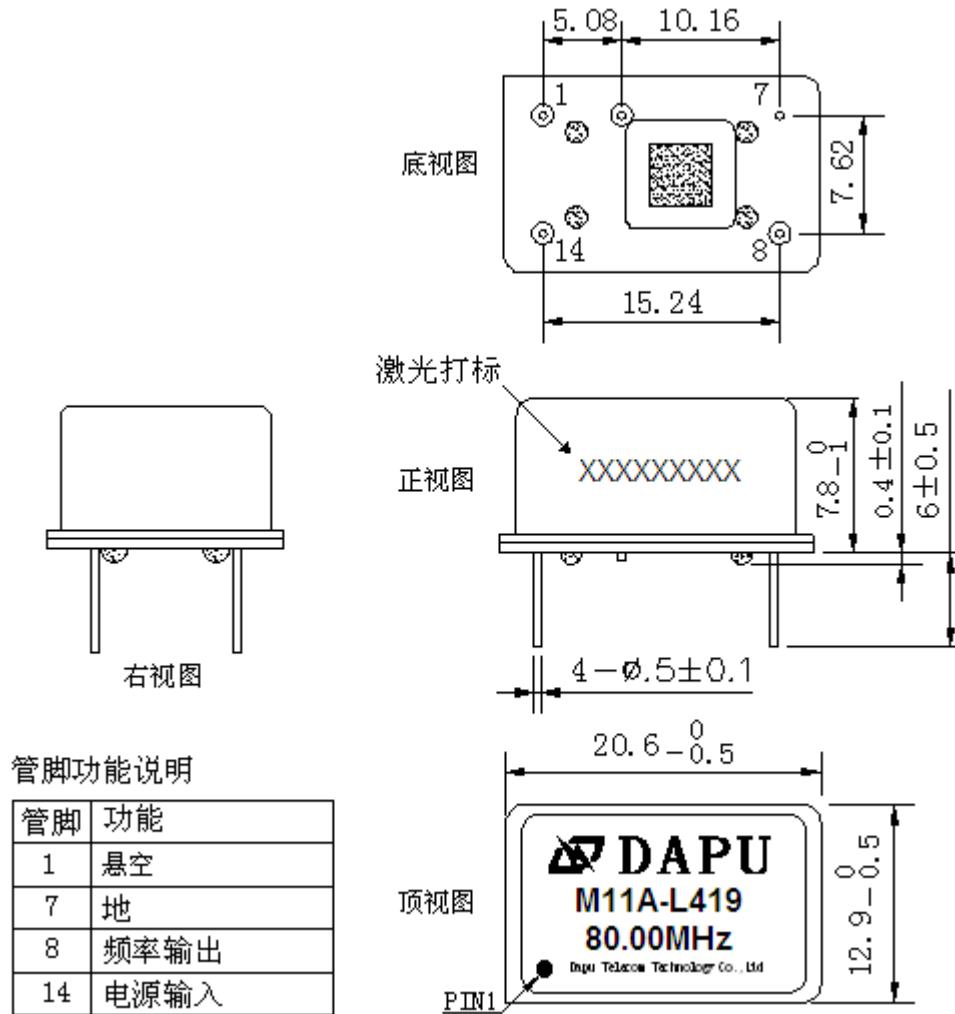 5.08 10.16
1 7
底视图
7.62
14 8
15.24
激光打标
正视图
XXXXXXXXX
7.8 0 -1
0.4±0.1
6±0.5
右视图
4-Ø.5±0.1
20.6 0 -0.5
管脚功能说明
管脚 功能
1 悬空
7 地
8 频率输出
14 电源输入
顶视图
DAPU
M11A-L419
80.00MHz
Dapu Telecom Technology Co.,Ltd
PIN1
12.9 0 -0.5